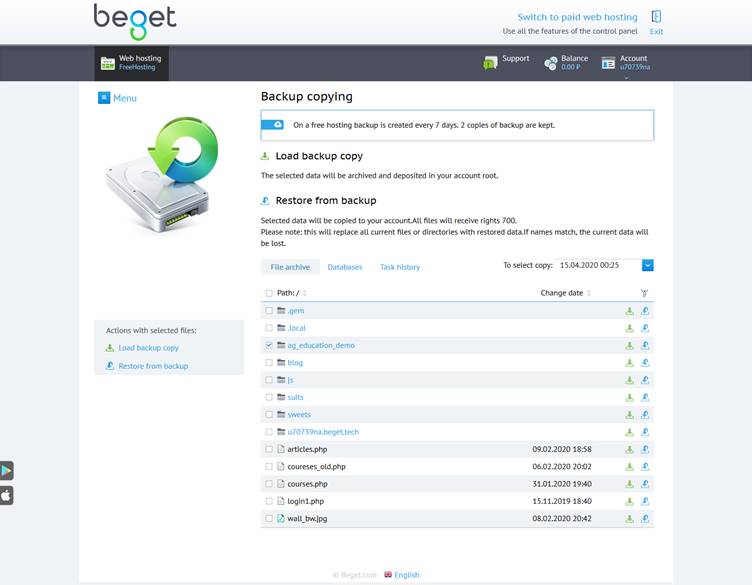 beget
Switch to paid web hosting
Use all the features of the control panel
Exit
Web hosting
FreeHosting
Support
Balance
0.00 ₽
Account
u70739na
Menu
Backup copying
On a free hosting backup is created every 7 days. 2 copies of backup are kept.
Load backup copy
The selected data will be archived and deposited in your account root.
Restore from backup
Selected data will be copied to your account.All files will receive rights 700.
Please note: this will replace all current files or directories with restored data.If names match, the current data will
be lost.
File archive
Databases
Task history
To select copy:
15.04.2020 00:25
Path: /
Change date
.gem
.local
ag_education_demo
blog
js
suits
sweets
u70739na.beget.tech
articles.php 09.02.2020 18:58
coureses_old.php 06.02.2020 20:02
courses.php 31.01.2020 19:40
login1.php 15.11.2019 18:40
wall_bw.jpg 08.02.2020 20:42
Actions with selected files:
Load backup copy
Restore from backup
© Beget.com
English